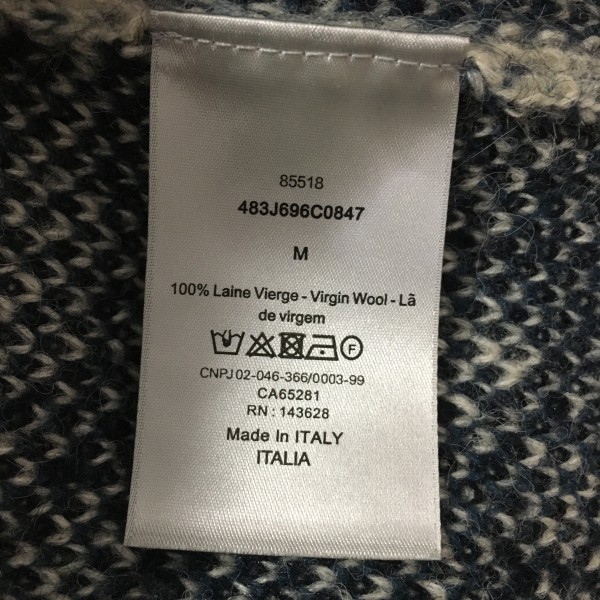 85518
483J696C0847
M
100% Laine Vierge - Virgin Wool - Lã
de virgem
F
CNPJ 02-046-366/0003-99
CA65281
RN : 143628
Made In ITALY
ITALIA